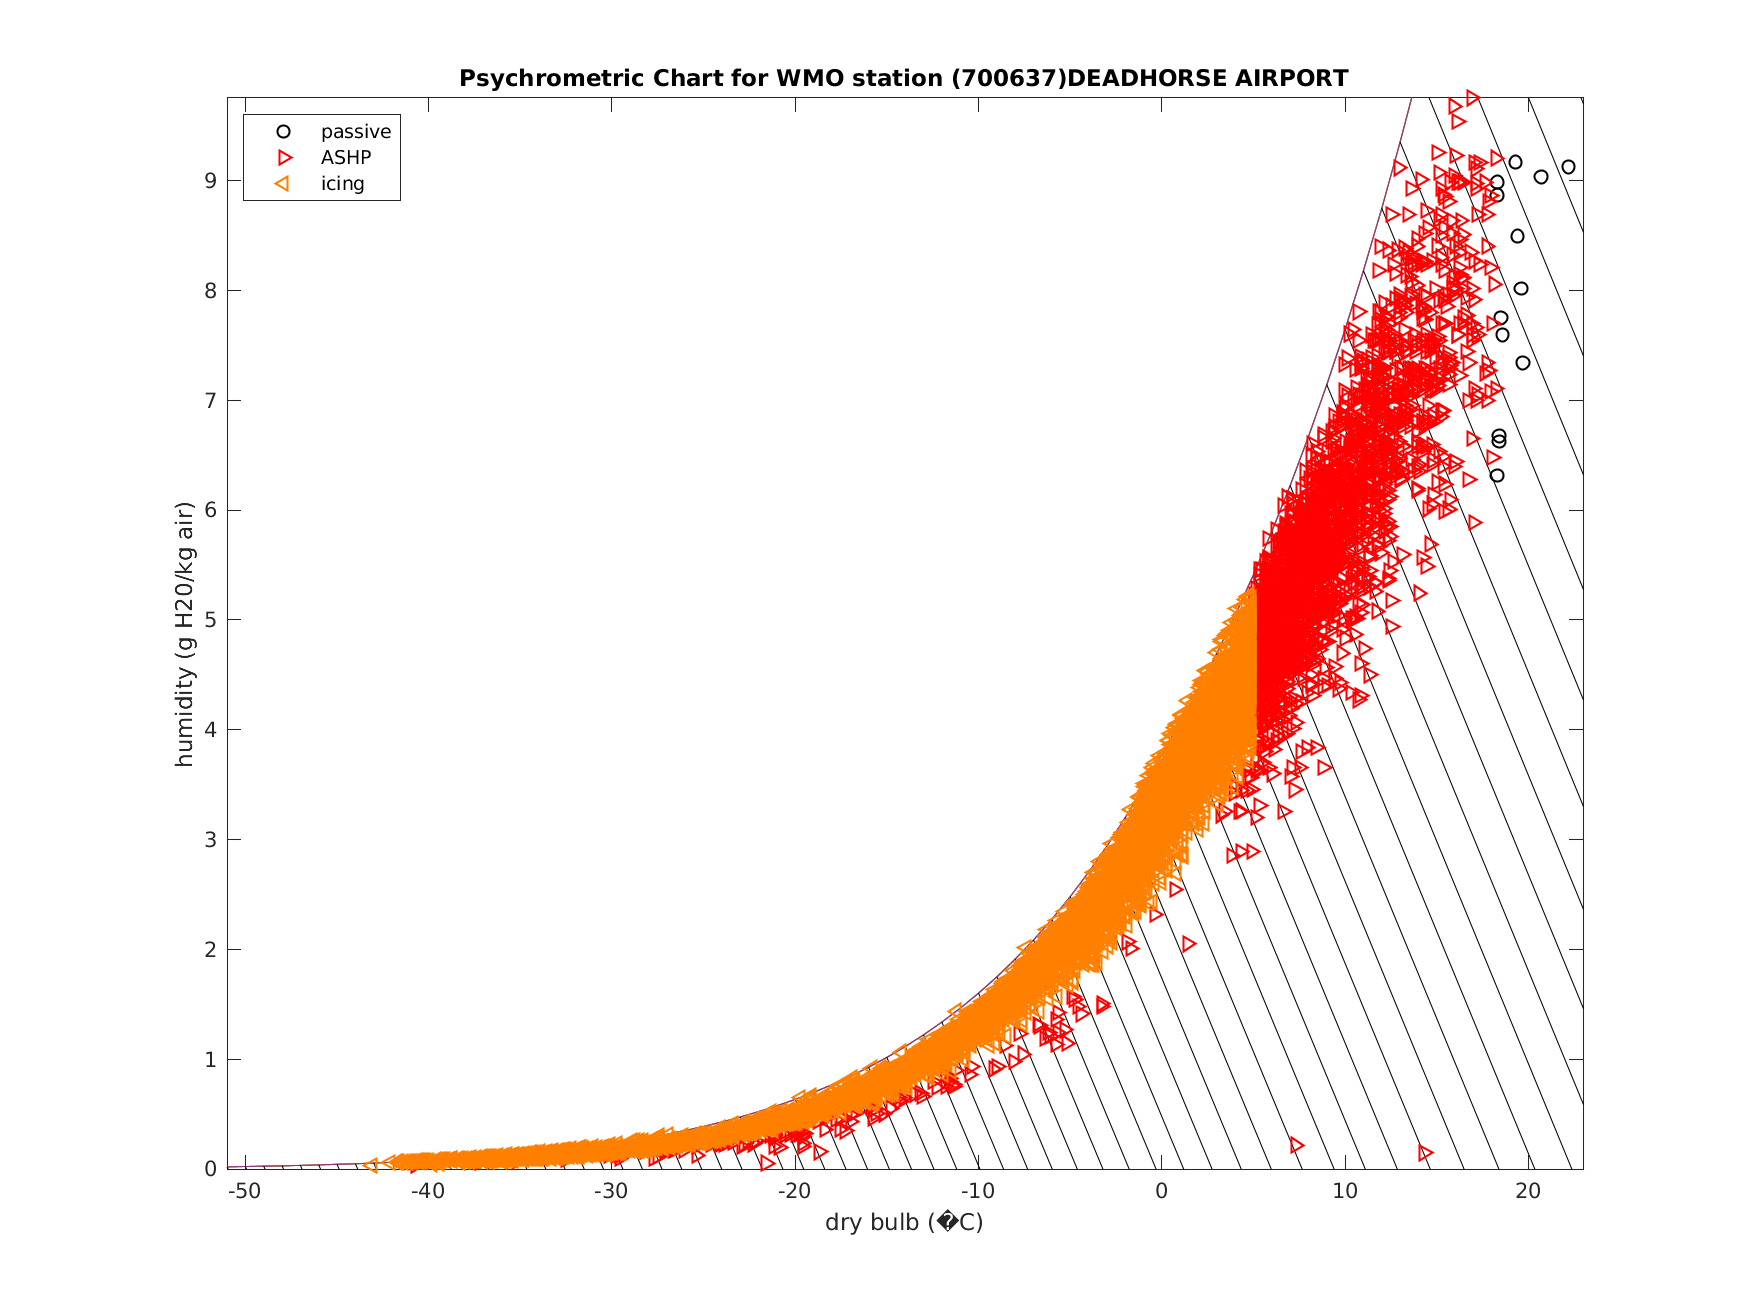 Psychrometric Chart for WMO station (700637)DEADHORSE AIRPORT
passive
ASHP
icing
humidity (g H20/kg air)
9
8
7
6
5
4
3
2
1
0
-50 -40 -30 -20 -10 0 10 20
dry bulb (�C)